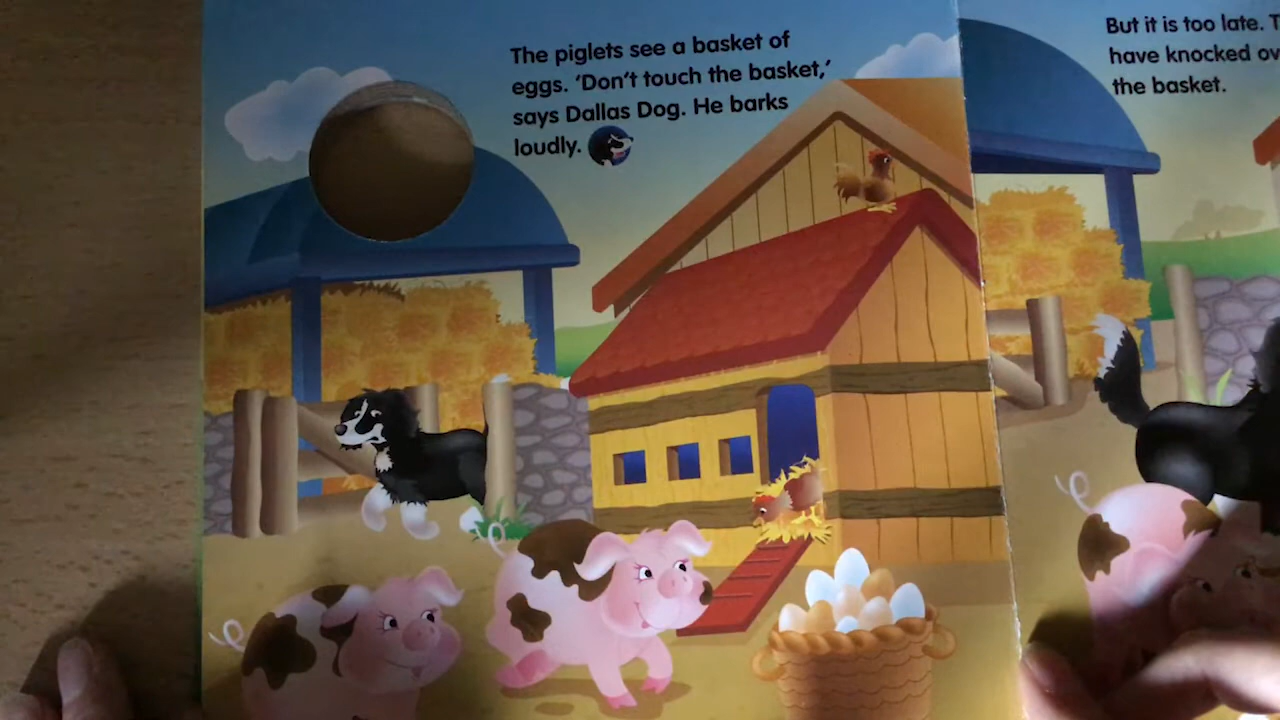 The piglets see a basket of
eggs. ‘Don’t touch the basket,’
says Dallas Dog. He barks
loudly.
But it is too late.
have knocked
the basket.